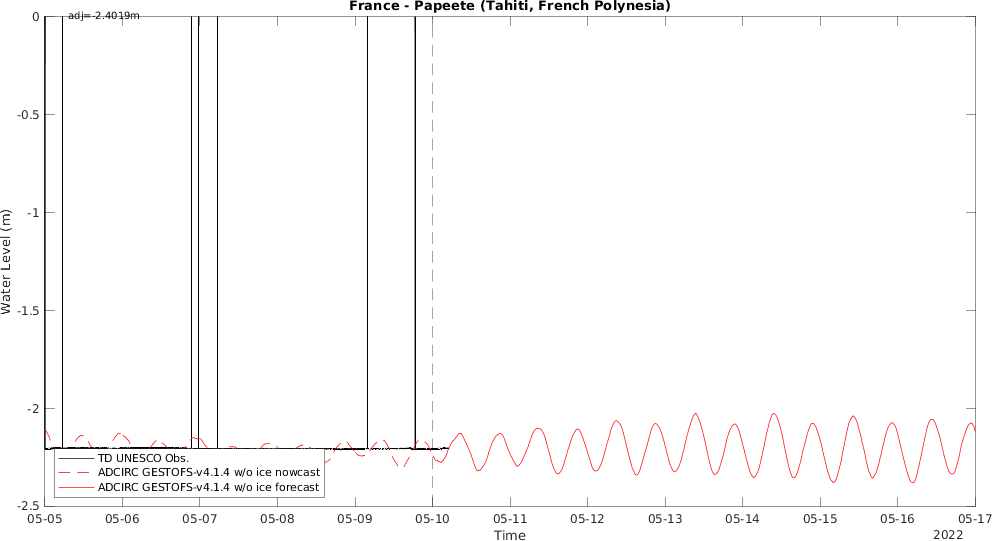 France - Papeete (Tahiti, French Polynesia)
adj=-2.4019m
0
-0.5
-1
-1.5
-2
-2.5
Water Level (m)
TD UNESCO Obs.
ADCIRC GESTOFS-v4.1.4 w/o ice nowcast
ADCIRC GESTOFS-v4.1.4 w/o ice forecast
05-05 05-06 05-07 05-08 05-09 05-10 05-11 05-12 05-13 05-14 05-15 05-16 05-17
Time
2022